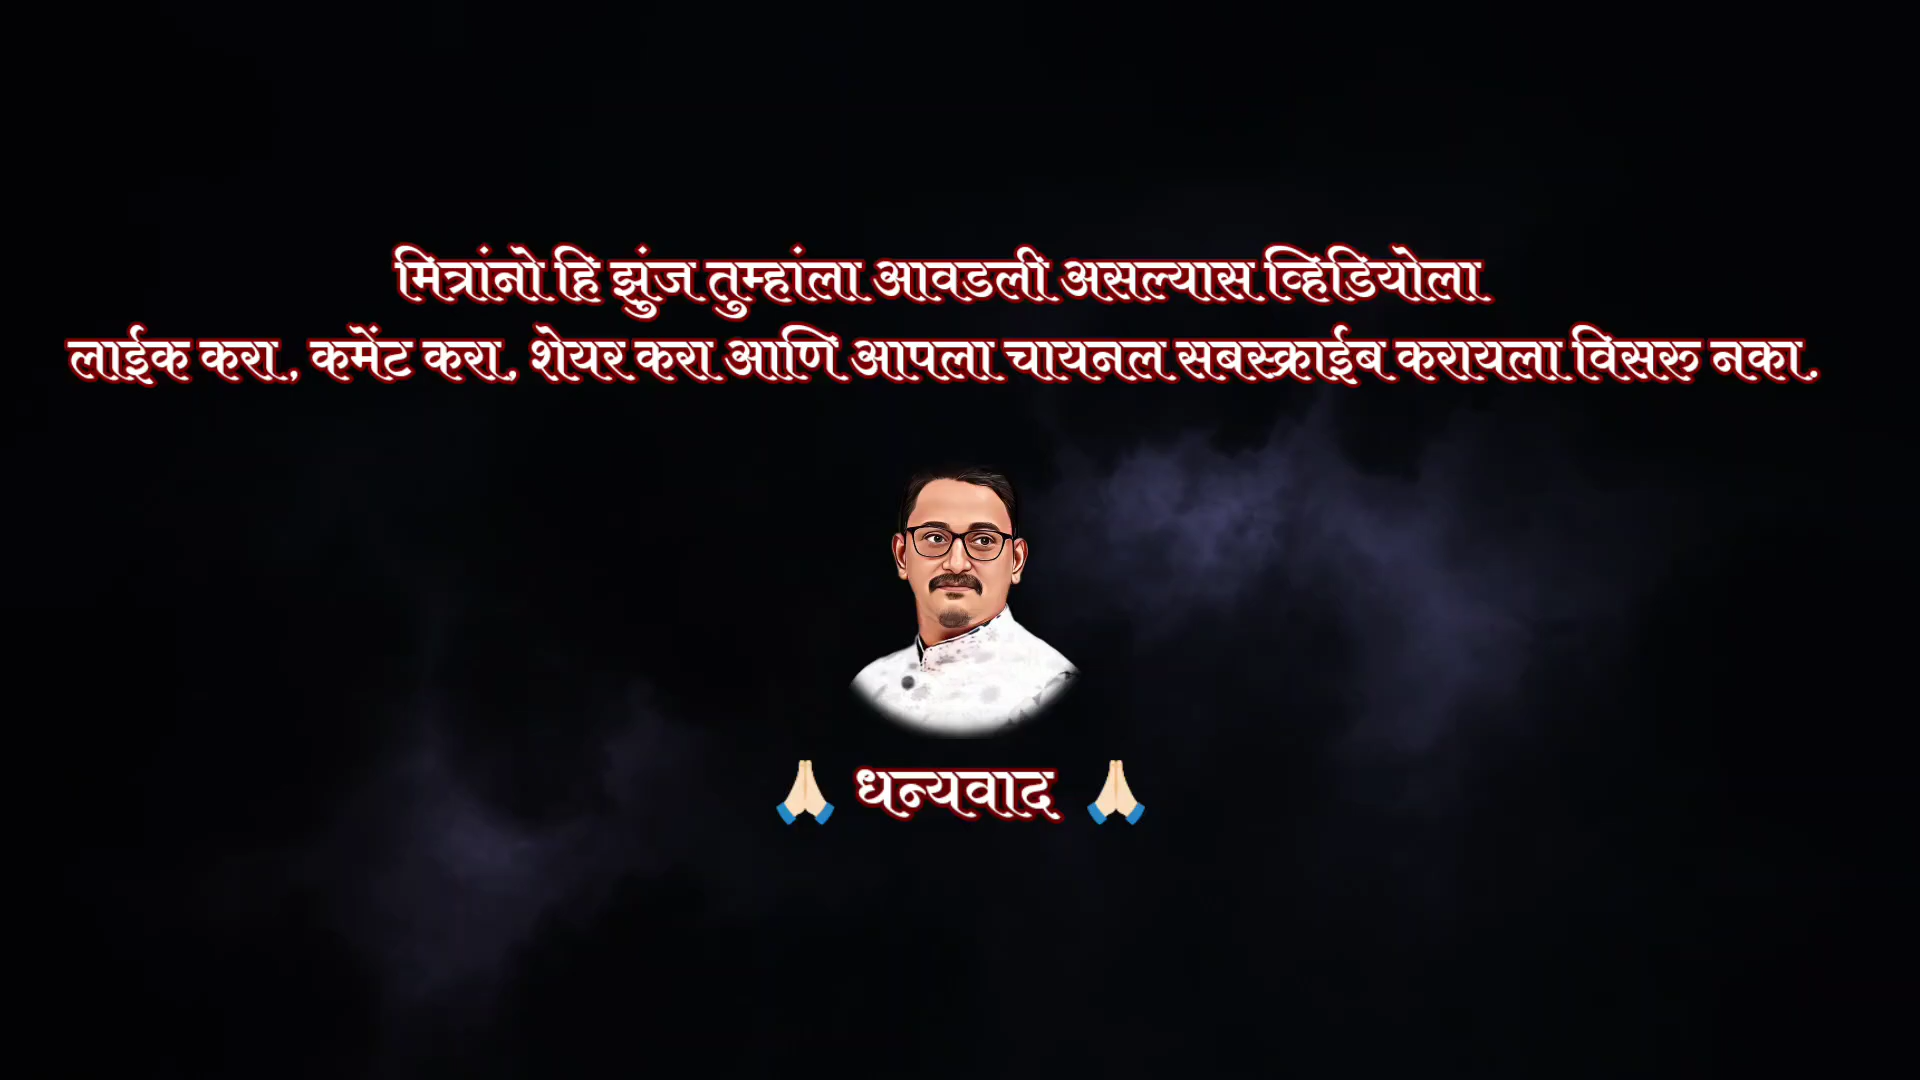 मित्रांनो हि झुंज तुम्हांला आवडली असल्यास व्हिडियोला
लाईक करा, कमेंट करा, शेयर करा आणि आपला चायनल सबस्क्राईब करायला विसरु नका.
🙏🏻 धन्यवाद 🙏🏻